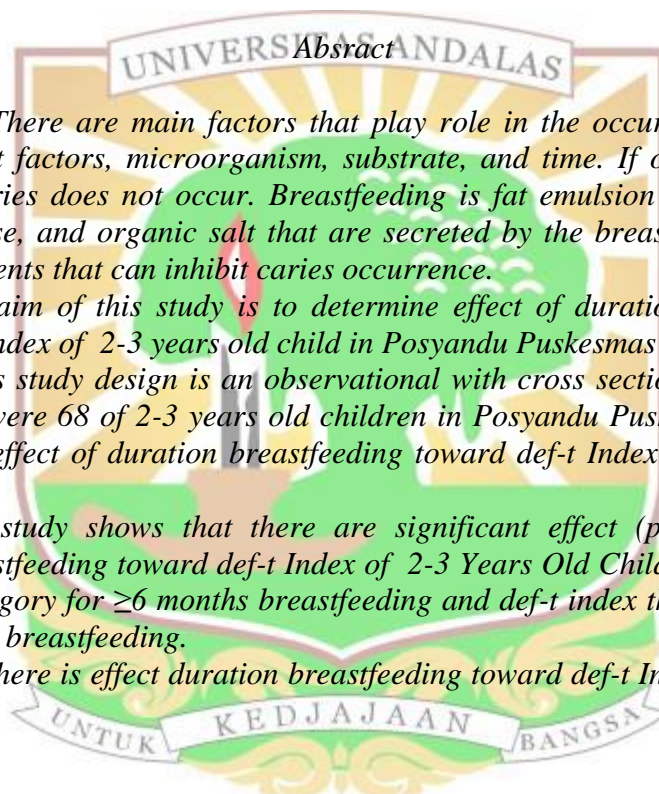 UNIVERSITAS ANDALAS
Absract
There are main factors that play role in the occur
t factors, microorganism, substrate, and time. If o
ries does not occur. Breastfeeding is fat emulsion
se, and organic salt that are secreted by the breas
ents that can inhibit caries occurrence.
aim of this study is to determine effect of duratio
ndex of 2-3 years old child in Posyandu Puskesmas
s study design is an observational with cross section
were 68 of 2-3 years old children in Posyandu Pus
effect of duration breastfeeding toward def-t Index
study shows that there are significant effect (p
stfeeding toward def-t Index of 2-3 Years Old Child
gory for ≥6 months breastfeeding and def-t index th
breastfeeding.
here is effect duration breastfeeding toward def-t In
UNTUK KEDJAJAAN BANGSA